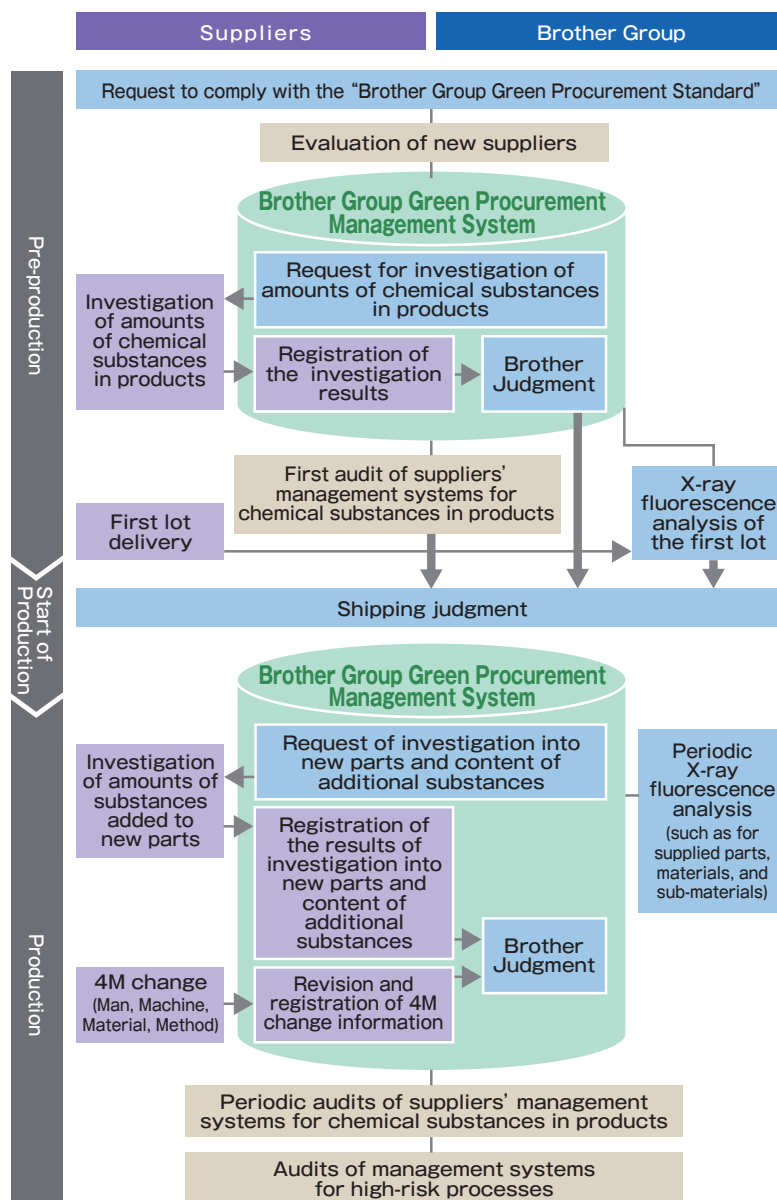 Suppliers
Brother Group
Pre-production
Request to comply with the “Brother Group Green Procurement Standard”
Evaluation of new suppliers
Brother Group Green Procurement
Management System
Request for investigation of
amounts of chemical substances
in products
Investigation
of amounts
of chemical
substances
in products
Registration of
the investigation
results
Brother
Judgment
First audit of suppliers’
management systems for
chemical substances in products
First lot
delivery
X-ray
fluorescence
analysis of
the first lot
Start of
Production
Shipping judgment
Production
Brother Group Green Procurement
Management System
Request of investigation into
new parts and content of
additional substances
Investigation
of amounts of
substances
added to
new parts
Registration of
the results of
investigation into
new parts and
content of
additional
substances
Periodic
X-ray
fluorescence
analysis
(such as for
supplied parts,
materials, and
sub-materials)
Brother
Judgment
4M change
(Man, Machine,
Material, Method)
Revision and
registration of 4M
change information
Periodic audits of suppliers’ management
systems for chemical substances in products
Audits of management systems
for high-risk processes